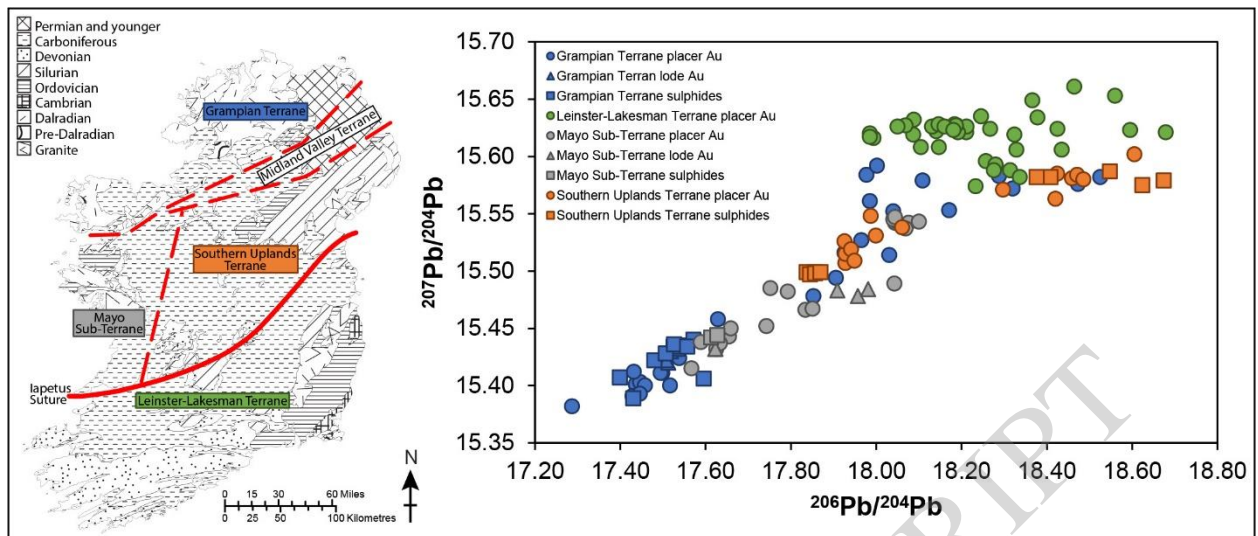 Permian and younger
Carboniferous
Devonian
Silurian
Ordovician
Cambrian
Dalradian
Pre-Dalradian
Granite
Grampian Terrane
Midland Valley Terrane
Southern Uplands
Terrane
Mayo
Sub-Terrane
Iapetus
Suture
Leinster-Lakesman Terrane
N
0 15 30 60 Miles
0 25 50 100 Kilometres
15.70
15.65
15.60
15.55
15.50
15.45
15.40
15.35
207Pb/204Pb
Grampian Terrane placer Au
Grampian Terran lode Au
Grampian Terrane sulphides
Leinster-Lakesman Terrane placer Au
Mayo Sub-Terrane placer Au
Mayo Sub-Terrane lode Au
Mayo Sub-Terrane sulphides
Southern Uplands Terrane placer Au
Southern Uplands Terrane sulphides
17.20 17.40 17.60 17.80 18.00 18.20 18.40 18.60 18.80
206Pb/204Pb
RIPT